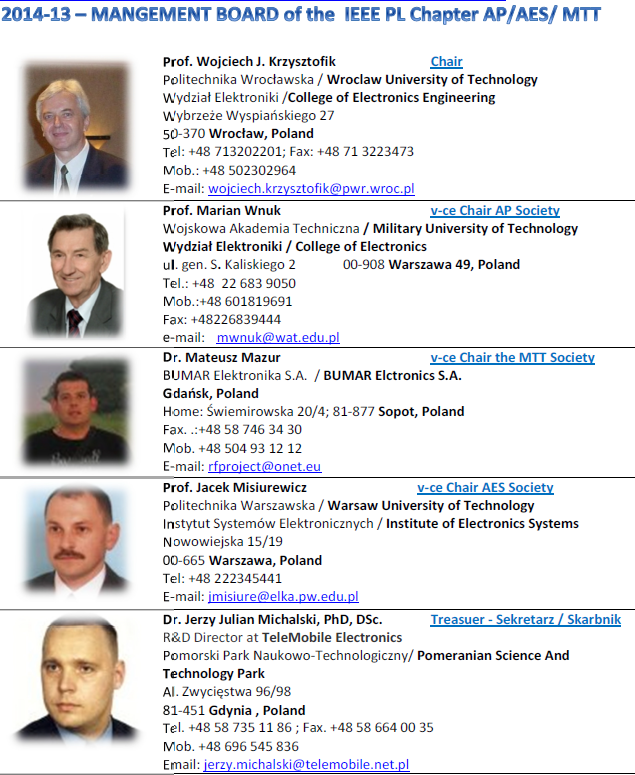 2014-13 – MANGEMENT BOARD of the IEEE PL Chapter AP/AES/ MTT
Prof. Wojciech J. Krzysztofik Chair
Politechnika Wrocławska / Wroclaw University of Technology
Wydział Elektroniki /College of Electronics Engineering
Wybrzeże Wyspiańskiego 27
50-370 Wrocław, Poland
Tel: +48 713202201; Fax: +48 71 3223473
Mob.: +48 502302964
E-mail: wojciech.krzysztofik@pwr.wroc.pl
Prof. Marian Wnuk v-ce Chair AP Society
Wojskowa Akademia Techniczna / Military University of Technology
Wydział Elektroniki / College of Electronics
ul. gen. S. Kaliskiego 2 00-908 Warszawa 49, Poland
Tel.: +48 22 683 9050
Mob.:+48 601819691
Fax: +48226839444
e-mail: mwnuk@wat.edu.pl
Dr. Mateusz Mazur v-ce Chair the MTT Society
BUMAR Elektronika S.A. / BUMAR Elctronics S.A.
Gdańsk, Poland
Home: Świemirowska 20/4; 81-877 Sopot, Poland
Fax. .:+48 58 746 34 30
Mob. +48 504 93 12 12
E-mail: rfproject@onet.eu
Prof. Jacek Misiurewicz v-ce Chair AES Society
Politechnika Warszawska / Warsaw University of Technology
Instytut Systemów Elektronicznych / Institute of Electronics Systems
Nowowiejska 15/19
00-665 Warszawa, Poland
Tel: +48 222345441
E-mail: jmisiure@elka.pw.edu.pl
Dr. Jerzy Julian Michalski, PhD, DSc. Treasuer - Sekretarz / Skarbnik
R&D Director at TeleMobile Electronics
Pomorski Park Naukowo-Technologiczny/ Pomeranian Science And
Technology Park
Al. Zwycięstwa 96/98
81-451 Gdynia , Poland
Tel. +48 58 735 11 86 ; Fax. +48 58 664 00 35
Mob. +48 696 545 836
Email: jerzy.michalski@telemobile.net.pl